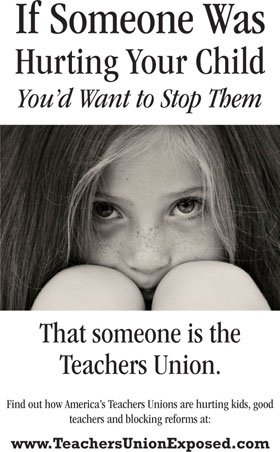 If Someone Was
Hurting Your Child
You'd Want to Stop Them
That someone is the
Teachers Union.
Find out how America's Teachers Unions are hurting kids, good
teachers and blocking reforms at:
www.TeachersUnionExposed.com